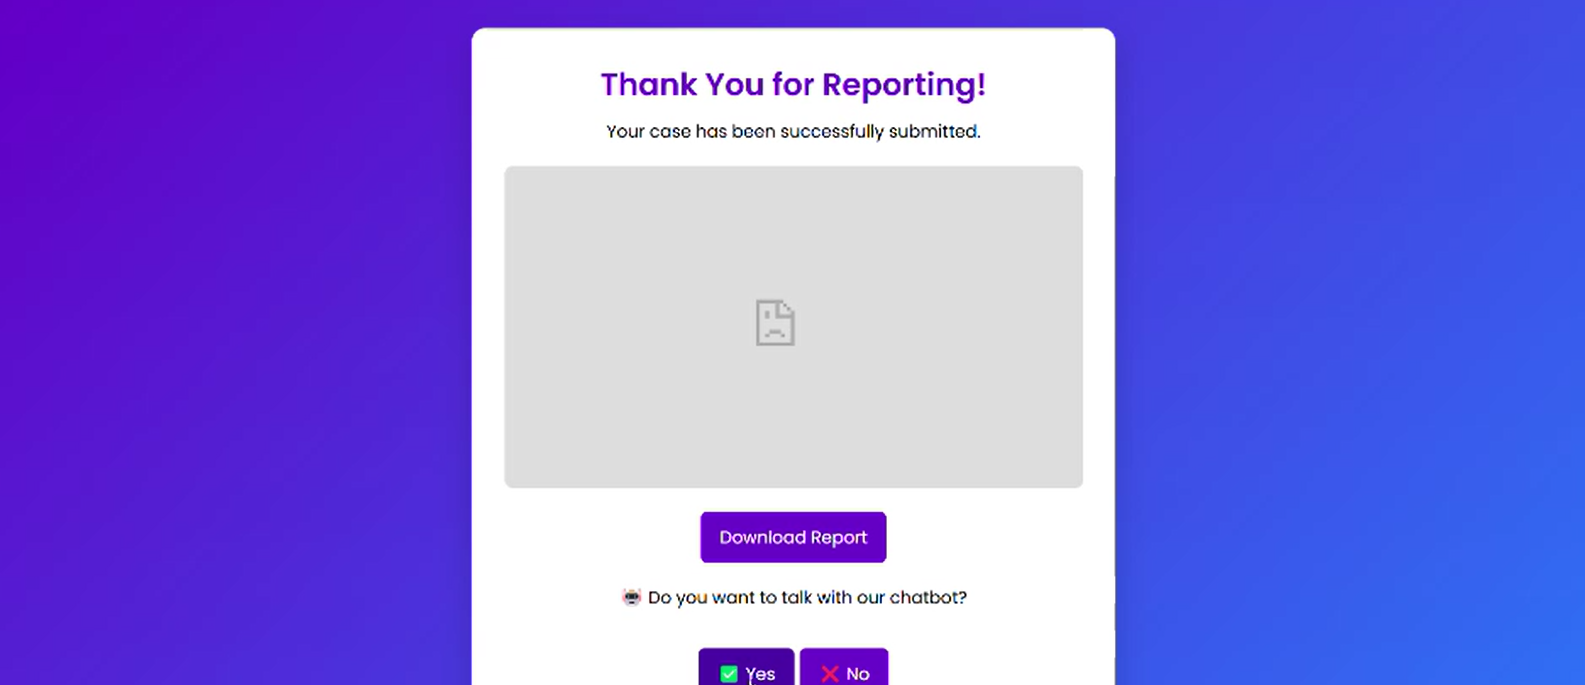 Thank You for Reporting!
Your case has been successfully submitted.
Download Report
🤖 Do you want to talk with our chatbot?
✅ Yes
❌ No